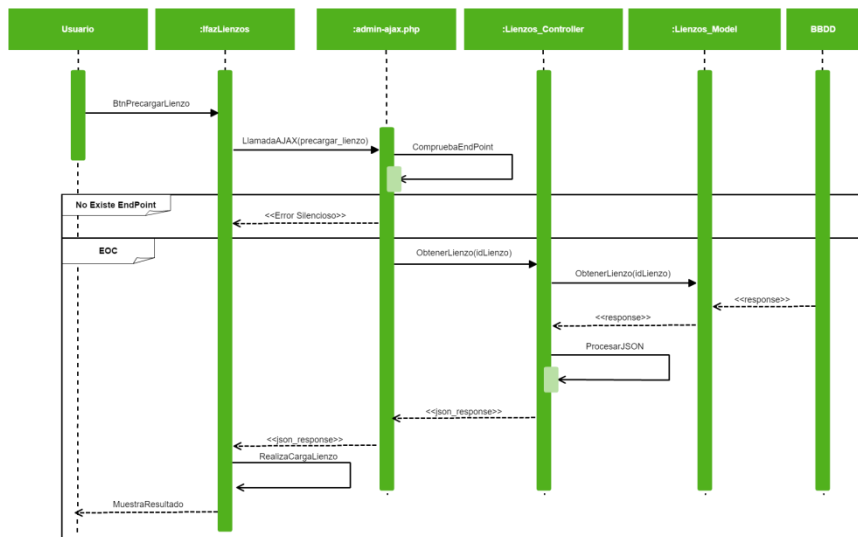 Usuario
:IfazLienzos
:admin-ajax.php
:Lienzos_Controller
:Lienzos_Model
BBDD
BtnPrecargarLienzo
LlamadaAJAX(precargar_lienzo)
CompruebaEndPoint
No Existe EndPoint
<<Error Silencioso>>
EOC
ObtenerLienzo(idLienzo)
ObtenerLienzo(idLienzo)
<<response>>
<<response>>
ProcesarJSON
<<json_response>>
<<json_response>>
RealizaCargaLienzo
MuestraResultado